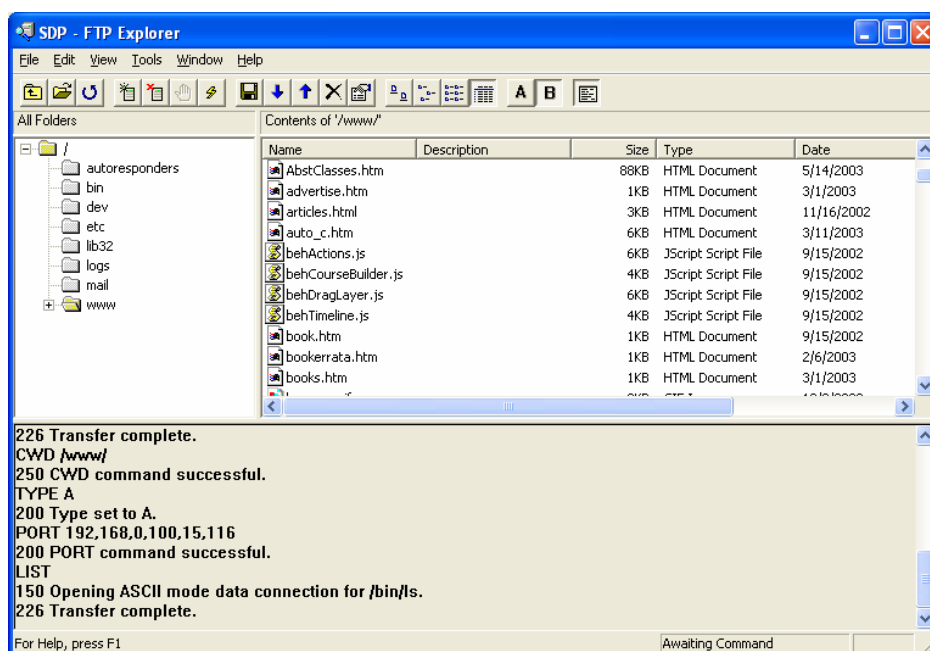 SDP - FTP Explorer
File Edit View Tools Window Help
A B
All Folders
Contents of '/www/'
/
autoresponders
bin
dev
etc
lib32
logs
mail
www
Name Description Size Type Date
AbstClasses.htm 88KB HTML Document 5/14/2003
advertise.htm 1KB HTML Document 3/1/2003
articles.html 3KB HTML Document 11/16/2002
auto_c.htm 6KB HTML Document 3/11/2003
behActions.js 6KB JScript Script File 9/15/2002
behCourseBuilder.js 4KB JScript Script File 9/15/2002
behDragLayer.js 6KB JScript Script File 9/15/2002
behTimeline.js 4KB JScript Script File 9/15/2002
book.htm 1KB HTML Document 9/15/2002
bookerrata.htm 1KB HTML Document 2/6/2003
books.htm 1KB HTML Document 3/1/2003
226 Transfer complete.
CWD /www/
250 CWD command successful.
TYPE A
200 Type set to A.
PORT 192,168,0,100,15,116
200 PORT command successful.
LIST
150 Opening ASCII mode data connection for /bin/ls.
226 Transfer complete.
For Help, press F1
Awaiting Command